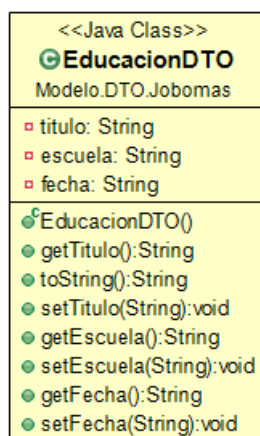 <<Java Class>>
EducacionDTO
Modelo.DTO.Jobomas
titulo: String
escuela: String
fecha: String
EducacionDTO()
getTitulo():String
toString():String
setTitulo(String):void
getEscuela():String
setEscuela(String):void
getFecha():String
setFecha(String):void